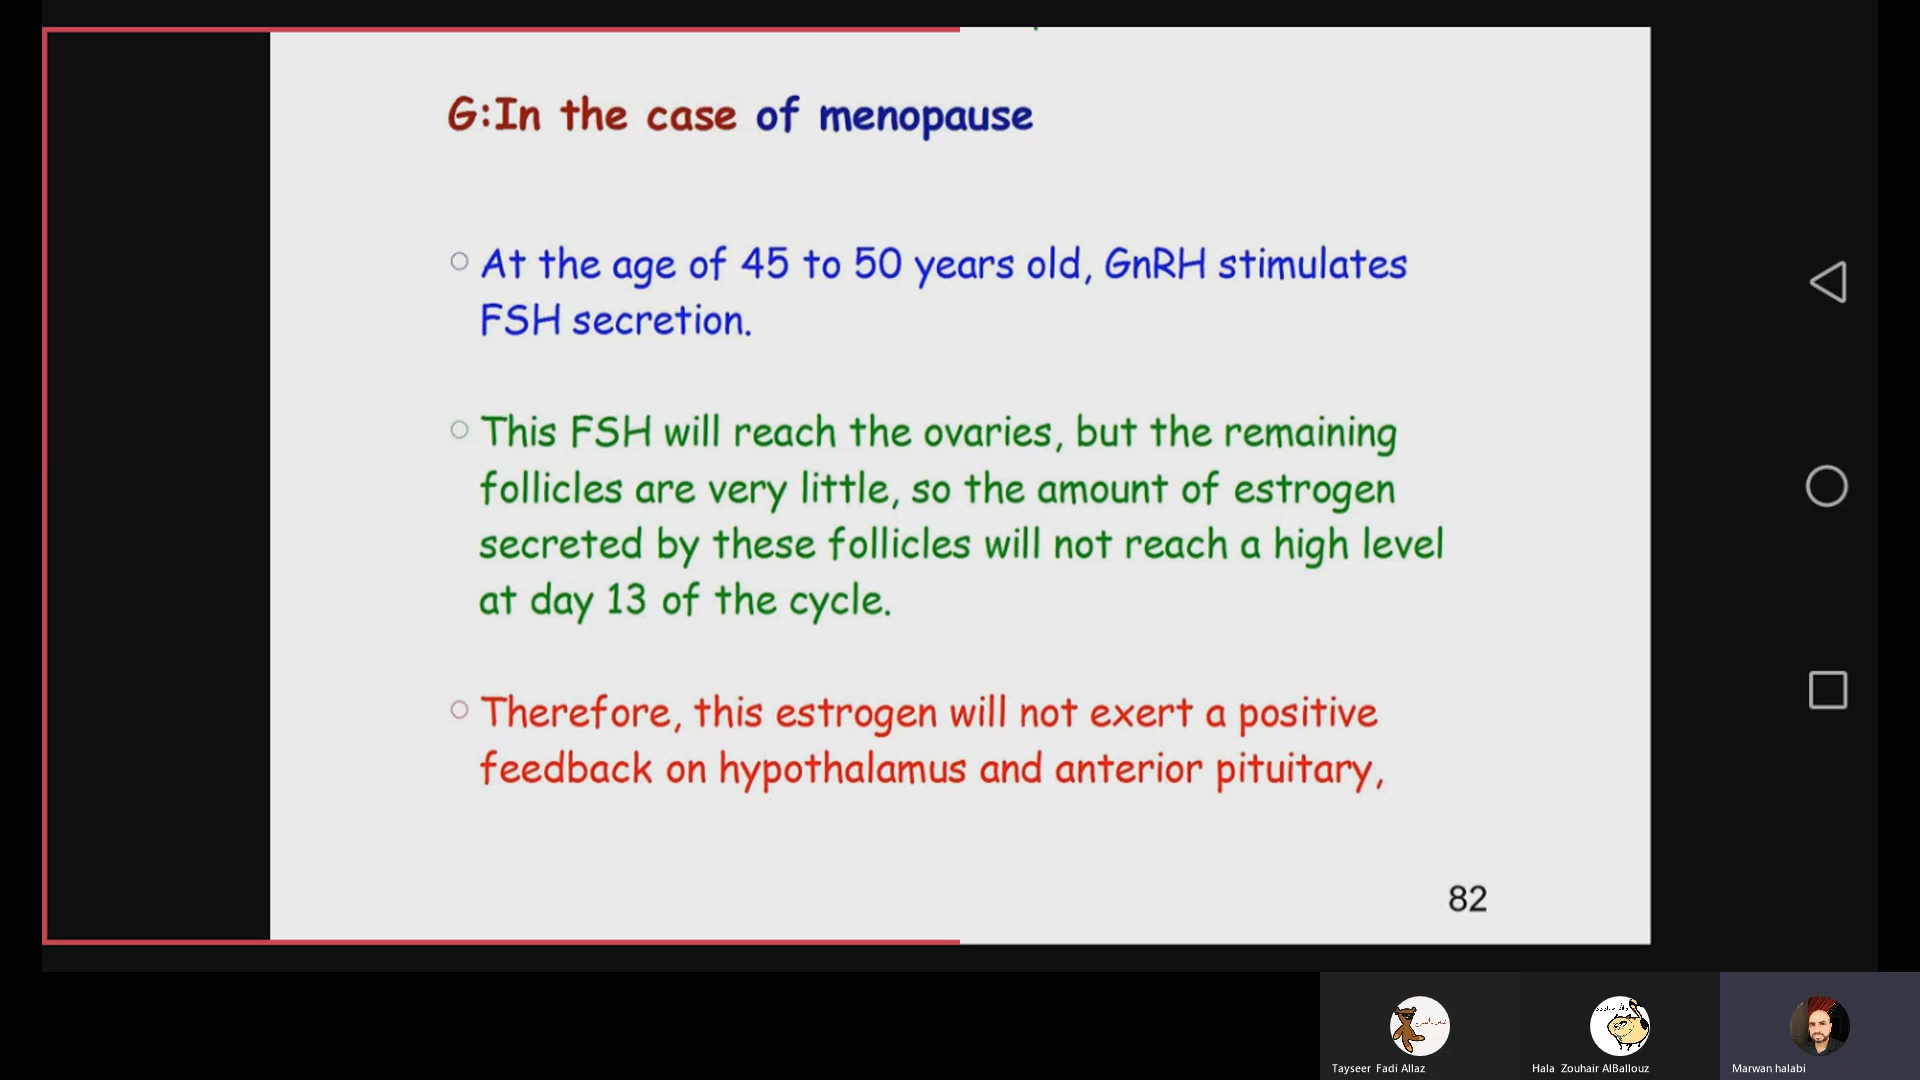 G:In the case of menopause
At the age of 45 to 50 years old, GnRH stimulates
FSH secretion.
This FSH will reach the ovaries, but the remaining
follicles are very little, so the amount of estrogen
secreted by these follicles will not reach a high level
at day 13 of the cycle.
Therefore, this estrogen will not exert a positive
feedback on hypothalamus and anterior pituitary,
82
Tayseer Fadi Allaz
Hala Zouhair AlBallouz
Marwan halabi